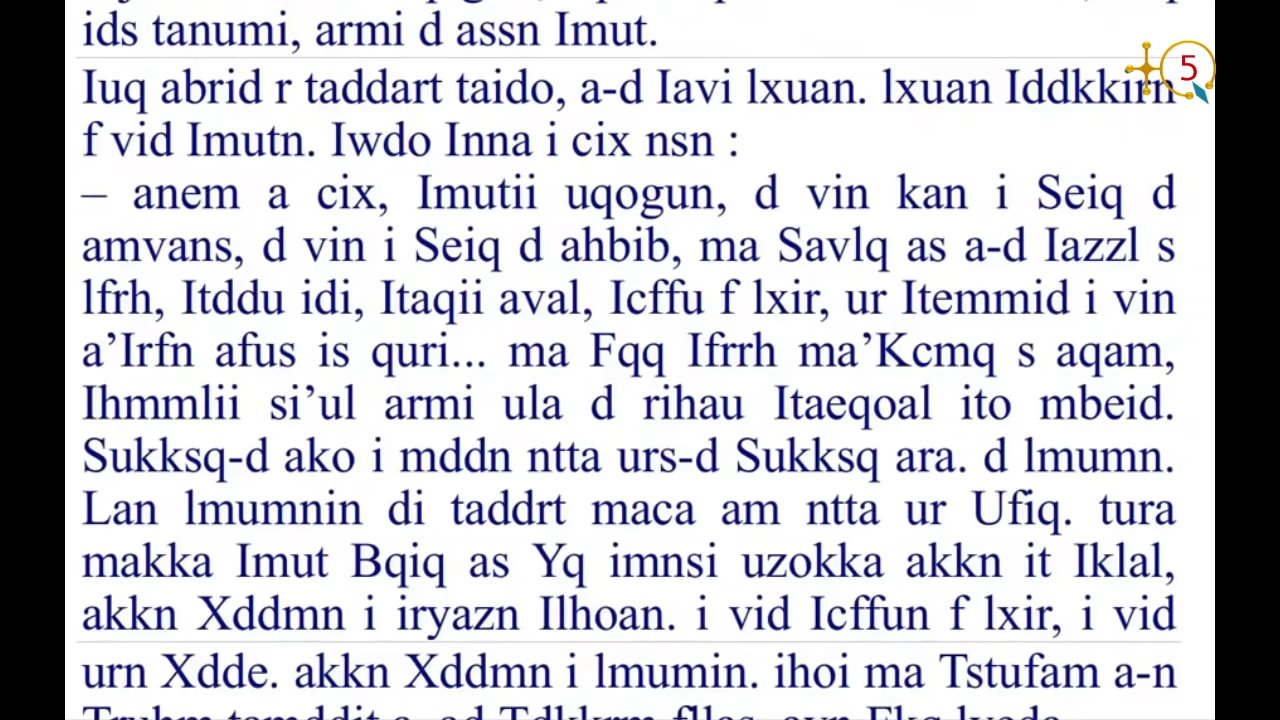 ids tanumi, armi d assn Imut.
5
Iuq abrid r taddart taido, a-d Iavi lxuan. lxuan Iddkkirn
f vid Imutn. Iwdo Inna i cix nsn :
– anem a cix, Imutii uqogun, d vin kan i Seiq d
amvans, d vin i Seiq d ahbib, ma Savlq as a-d Iazzl s
lfrh, Itddu idi, Itaqii aval, Icffu f lxir, ur Itemmid i vin
a’Irfn afus is quri... ma Fqq Ifrrh ma’Kcmq s aqam,
Ihmmlii si’ul armi ula d rihau Itaeqoal ito mbeid.
Sukksq-d ako i mddn ntta urs-d Sukksq ara. d lmumn.
Lan lmumnin di taddrt maca am ntta ur Ufiq. tura
makka Imut Bqiq as Yq imnsi uzokka akkn it Iklal,
akkn Xddmn i iryazn Ilhoan. i vid Icffun f lxir, i vid
urn Xdde. akkn Xddmn i lmumin. ihoi ma Tstufam a-n